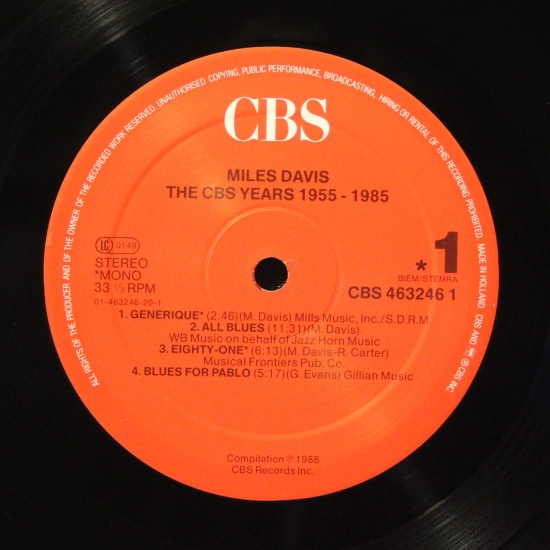 ALL RIGHTS OF THE PRODUCER AND OF THE OWNER OF THE RECORDED WORK RESERVED. UNAUTHORISED COPYING, PUBLIC PERFORMANCE, BROADCASTING, HIRING OR RENTAL OF THIS RECORDING PROHIBITED. MADE IN HOLLAND. CBS AND ℗ CBS INC.
CBS
MILES DAVIS
THE CBS YEARS 1955 - 1985
LC 0149
STEREO
*MONO
33 ⅓ RPM
01-463246-20-1
* 1
BIEM/STEMRA
CBS 463246 1
1. GENERIQUE* (2:46)(M. Davis) Mills Music, Inc./S.D.R.M.
2. ALL BLUES (11:31)(M. Davis)
WB Music on behalf of Jazz Horn Music
3. EIGHTY-ONE* (6:13)(M. Davis-R. Carter)
Musical Frontiers Pub. Co.
4. BLUES FOR PABLO (5:17)(G. Evans) Gillian Music
Compilation ℗ 1988
CBS Records Inc.